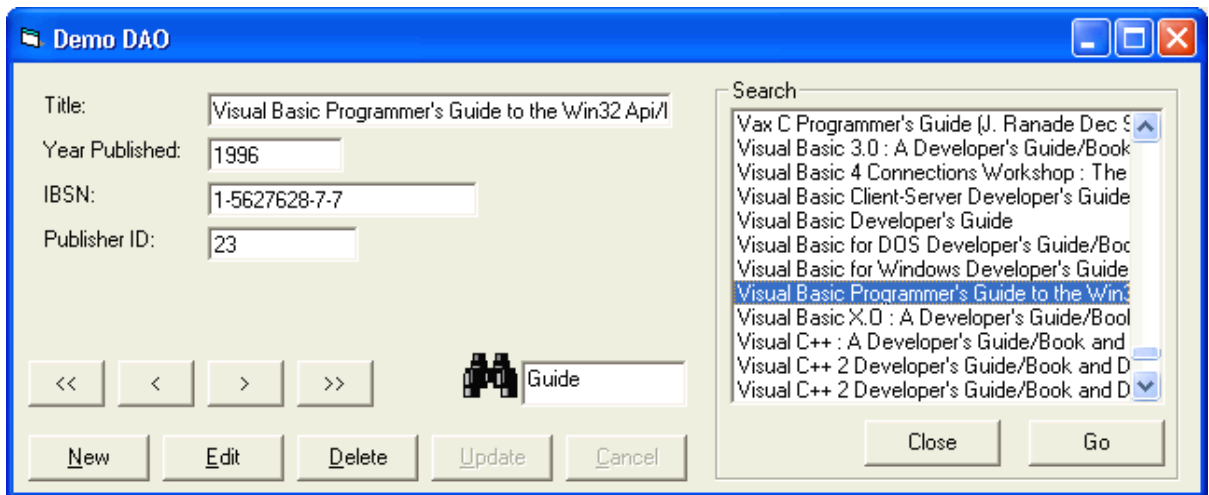 Demo DAO
Title:
Visual Basic Programmer's Guide to the Win32 Api/
Year Published:
1996
IBSN:
1-5627628-7-7
Publisher ID:
23
<<
<
>
>>
Guide
New
Edit
Delete
Update
Cancel
Search
Vax C Programmer's Guide (J. Ranade Dec
Visual Basic 3.0 : A Developer's Guide/Book
Visual Basic 4 Connections Workshop : The
Visual Basic Client-Server Developer's Guide
Visual Basic Developer's Guide
Visual Basic for DOS Developer's Guide/Boo
Visual Basic for Windows Developer's Guide
Visual Basic Programmer's Guide to the Win3
Visual Basic X.0 : A Developer's Guide/Bool
Visual C++ : A Developer's Guide/Book and
Visual C++ 2 Developer's Guide/Book and D
Visual C++ 2 Developer's Guide/Book and D
Close
Go